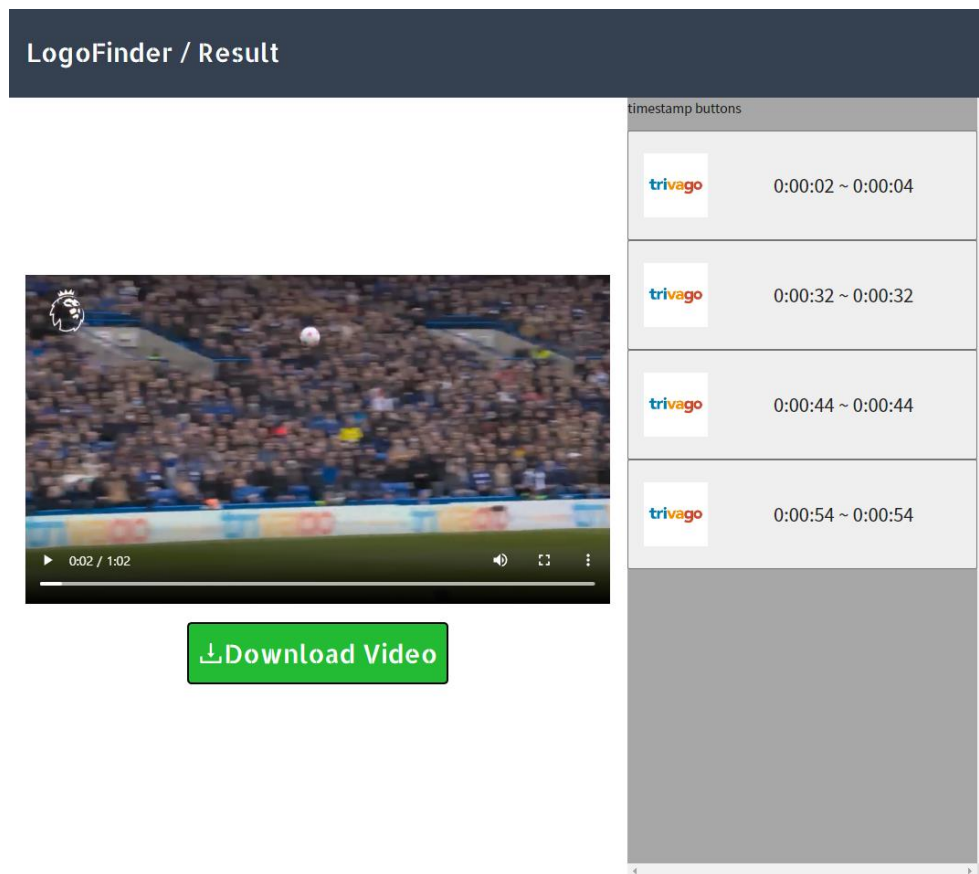 LogoFinder / Result
timestamp buttons
trivago
0:00:02 ~ 0:00:04
trivago
0:00:32 ~ 0:00:32
trivago
0:00:44 ~ 0:00:44
trivago
0:00:54 ~ 0:00:54
0:02 / 1:02
Download Video